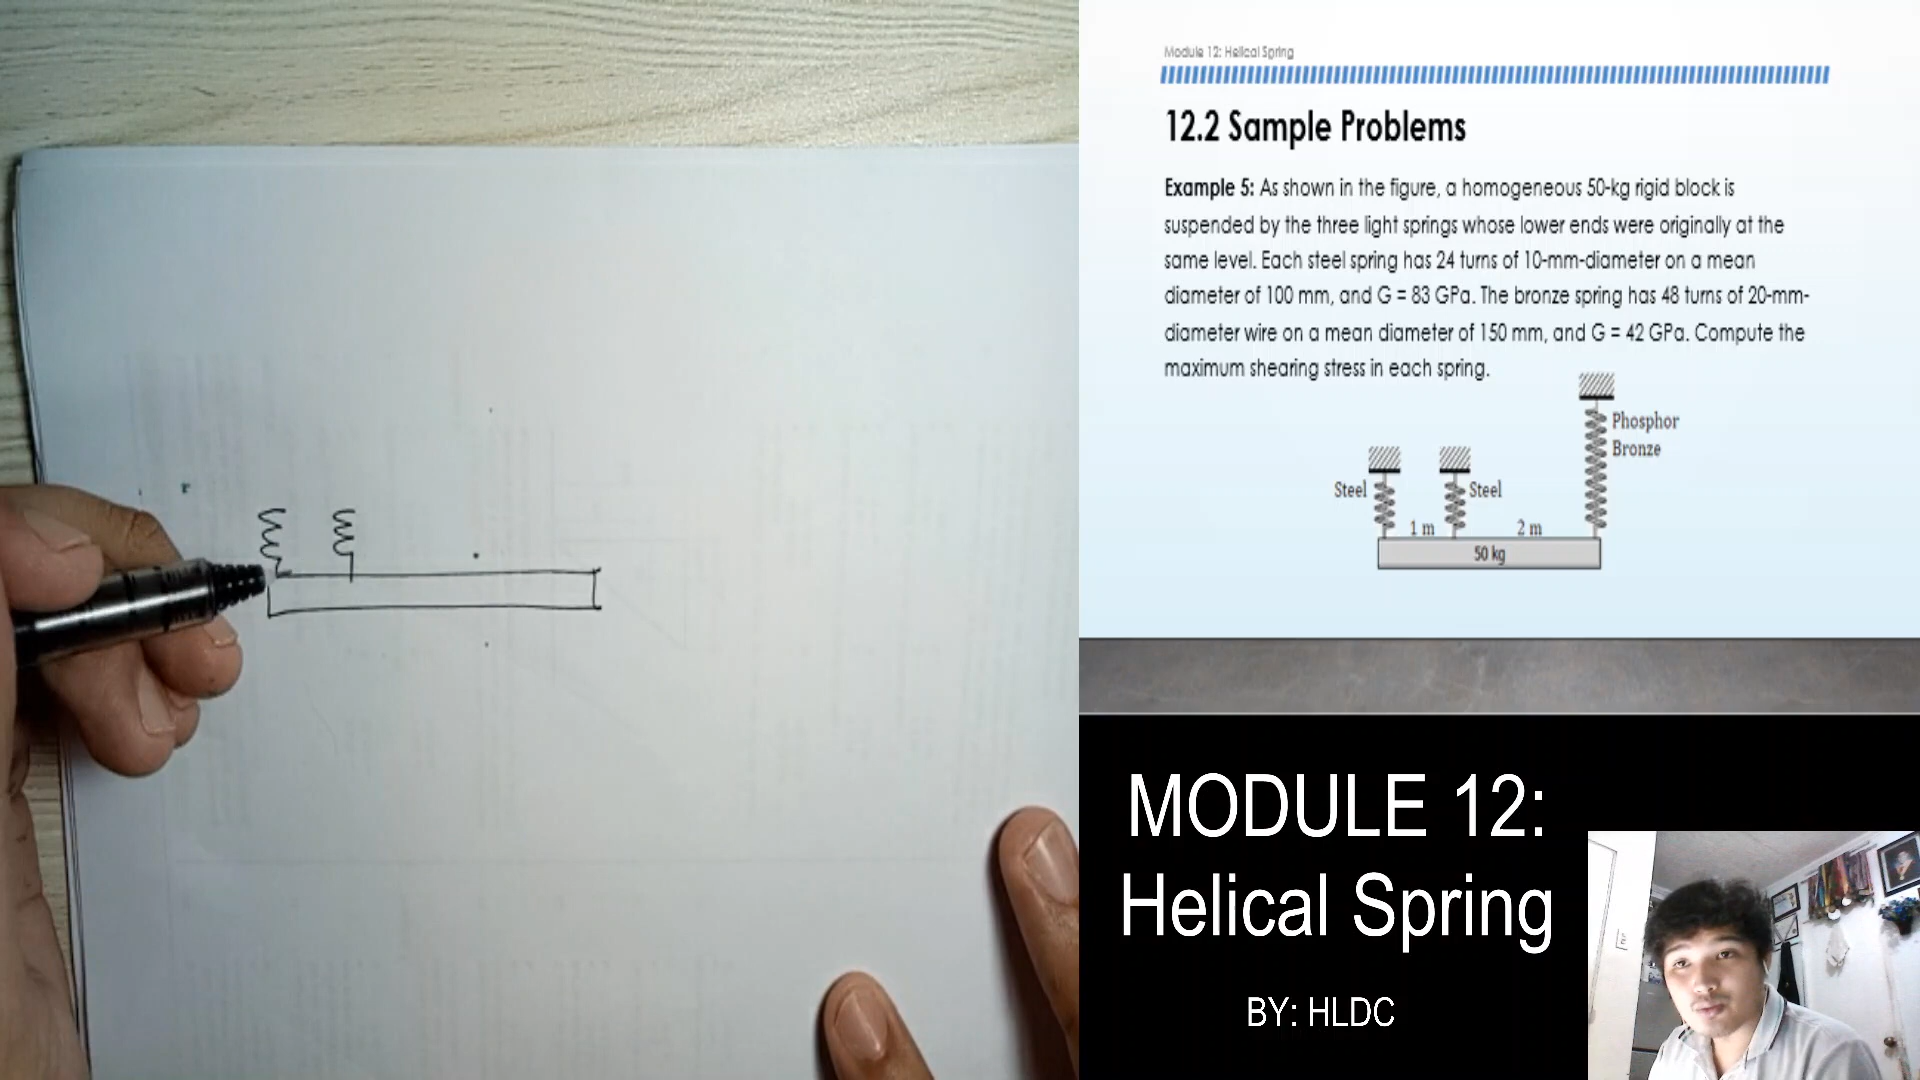 Module 12: Helical Spring
12.2 Sample Problems
Example 5: As shown in the figure, a homogeneous 50-kg rigid block is
suspended by the three light springs whose lower ends were originally at the
same level. Each steel spring has 24 turns of 10-mm-diameter on a mean
diameter of 100 mm, and G = 83 GPa. The bronze spring has 48 turns of 20-mm-
diameter wire on a mean diameter of 150 mm, and G = 42 GPa. Compute the
maximum shearing stress in each spring.
Phosphor
Bronze
Steel
Steel
1 m
2 m
50 kg
MODULE 12:
Helical Spring
BY: HLDC